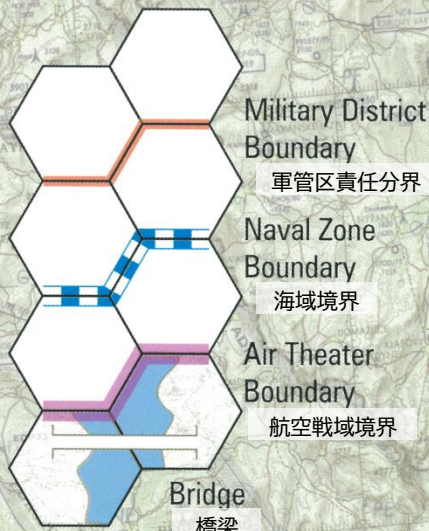 Military District
Boundary
軍管区責任分界
Naval Zone
Boundary
海域境界
Air Theater
Boundary
航空戦域境界
Bridge
橋梁